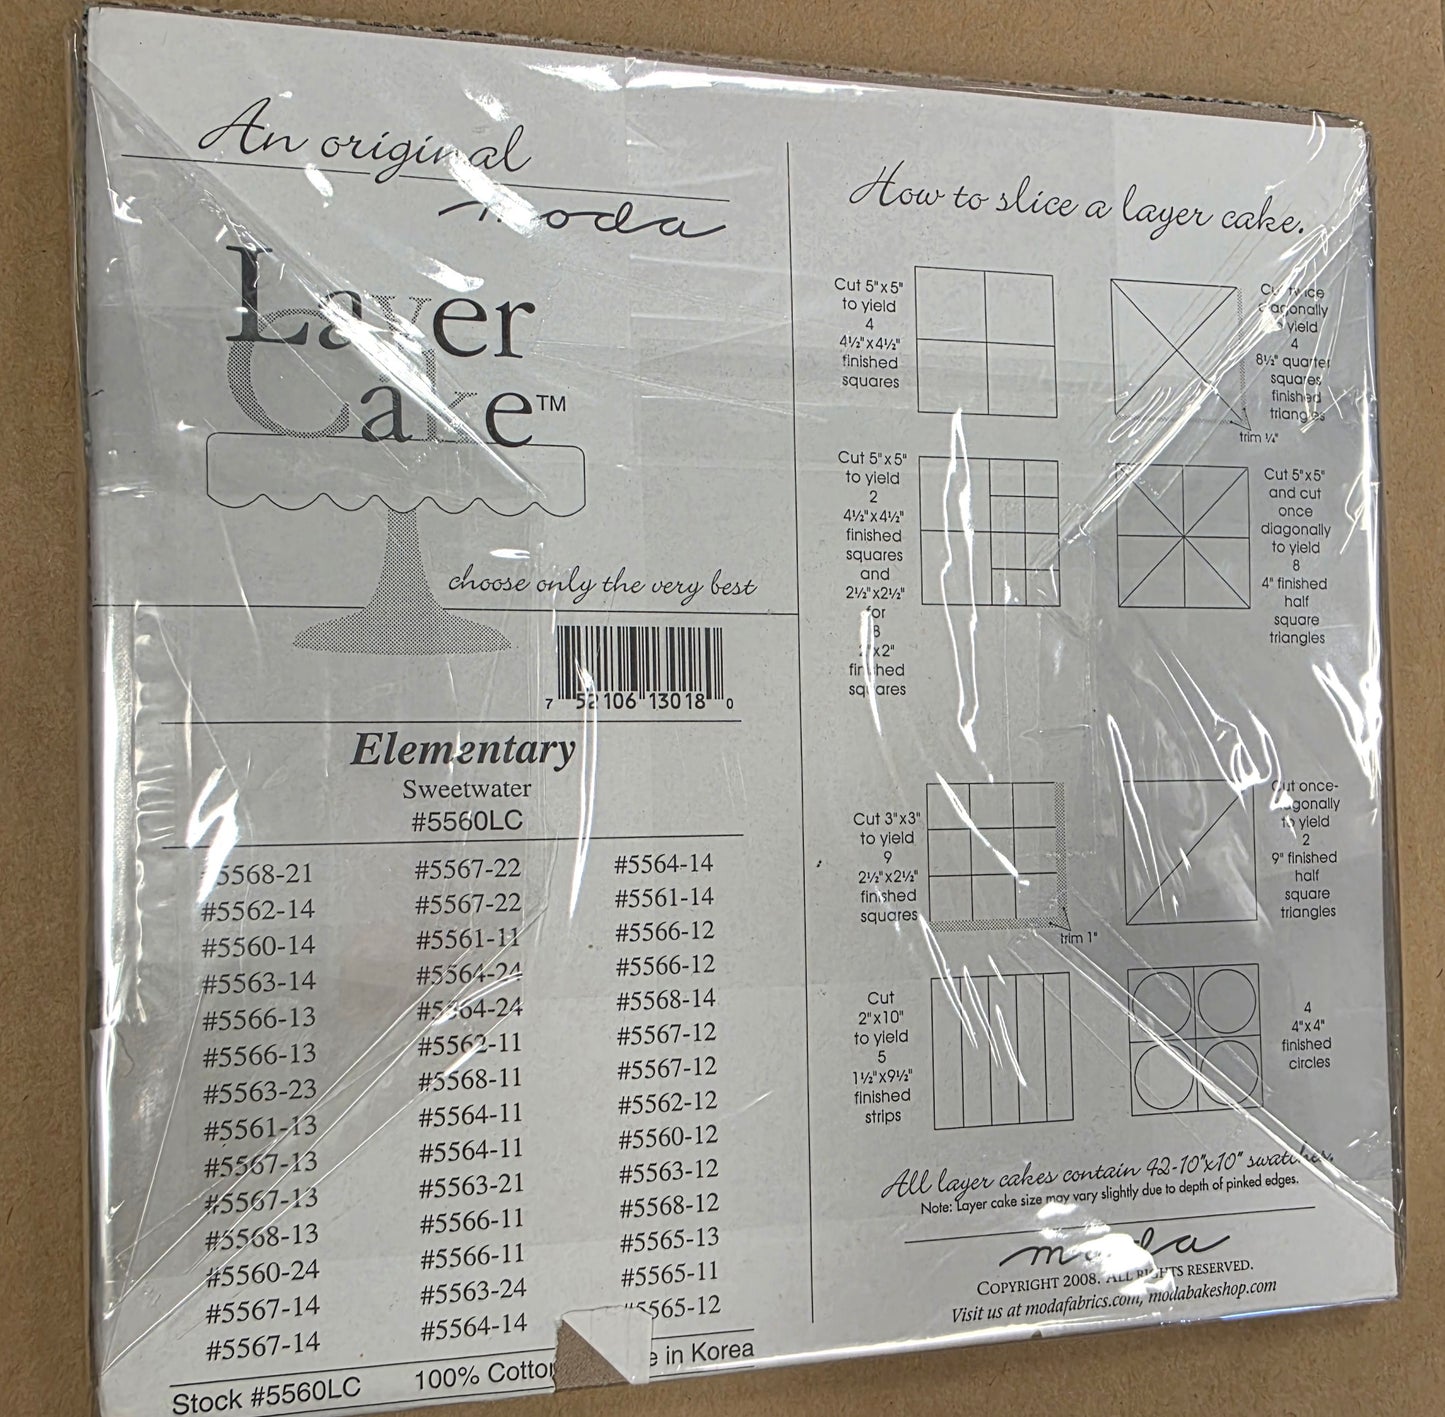 An original
moda
Layer
Cake™
choose only the very best
7 52106 13018 0
Elementary
Sweetwater
#5560LC
#5568-21
#5562-14
#5560-14
#5563-14
#5566-13
#5566-13
#5563-23
#5561-13
#5567-13
#5567-13
#5568-13
#5560-24
#5567-14
#5567-14
#5567-22
#5567-22
#5561-11
#5564-24
#5564-24
#5562-11
#5568-11
#5564-11
#5564-11
#5563-21
#5566-11
#5566-11
#5563-24
#5564-14
#5564-14
#5561-14
#5566-12
#5566-12
#5568-14
#5567-12
#5567-12
#5562-12
#5560-12
#5563-12
#5568-12
#5565-13
#5565-11
5565-12
Stock #5560LC 100% Cotton in Korea
How to slice a layer cake.
Cut 5"x5"
to yield
4
4½"x4½"
finished
squares
Cut twice
diagonally
to yield
4
8½" quarter
squares
finished
triangles
trim ¼"
Cut 5"x5"
to yield
2
4½"x4½"
finished
squares
and
2½"x2½"
for
8
2"x2"
finished
squares
Cut 5"x5"
and cut
once
diagonally
to yield
8
4" finished
half
square
triangles
Cut 3"x3"
to yield
9
2½"x2½"
finished
squares
trim 1"
Cut once-
diagonally
to yield
2
9" finished
half
square
triangles
Cut
2"x10"
to yield
5
1½"x9½"
finished
strips
4
4"x4"
finished
circles
All layer cakes contain 42-10"x10" swatches.
Note: Layer cake size may vary slightly due to depth of pinked edges.
moda
COPYRIGHT 2008. ALL RIGHTS RESERVED.
Visit us at modafabrics.com, modabakeshop.com